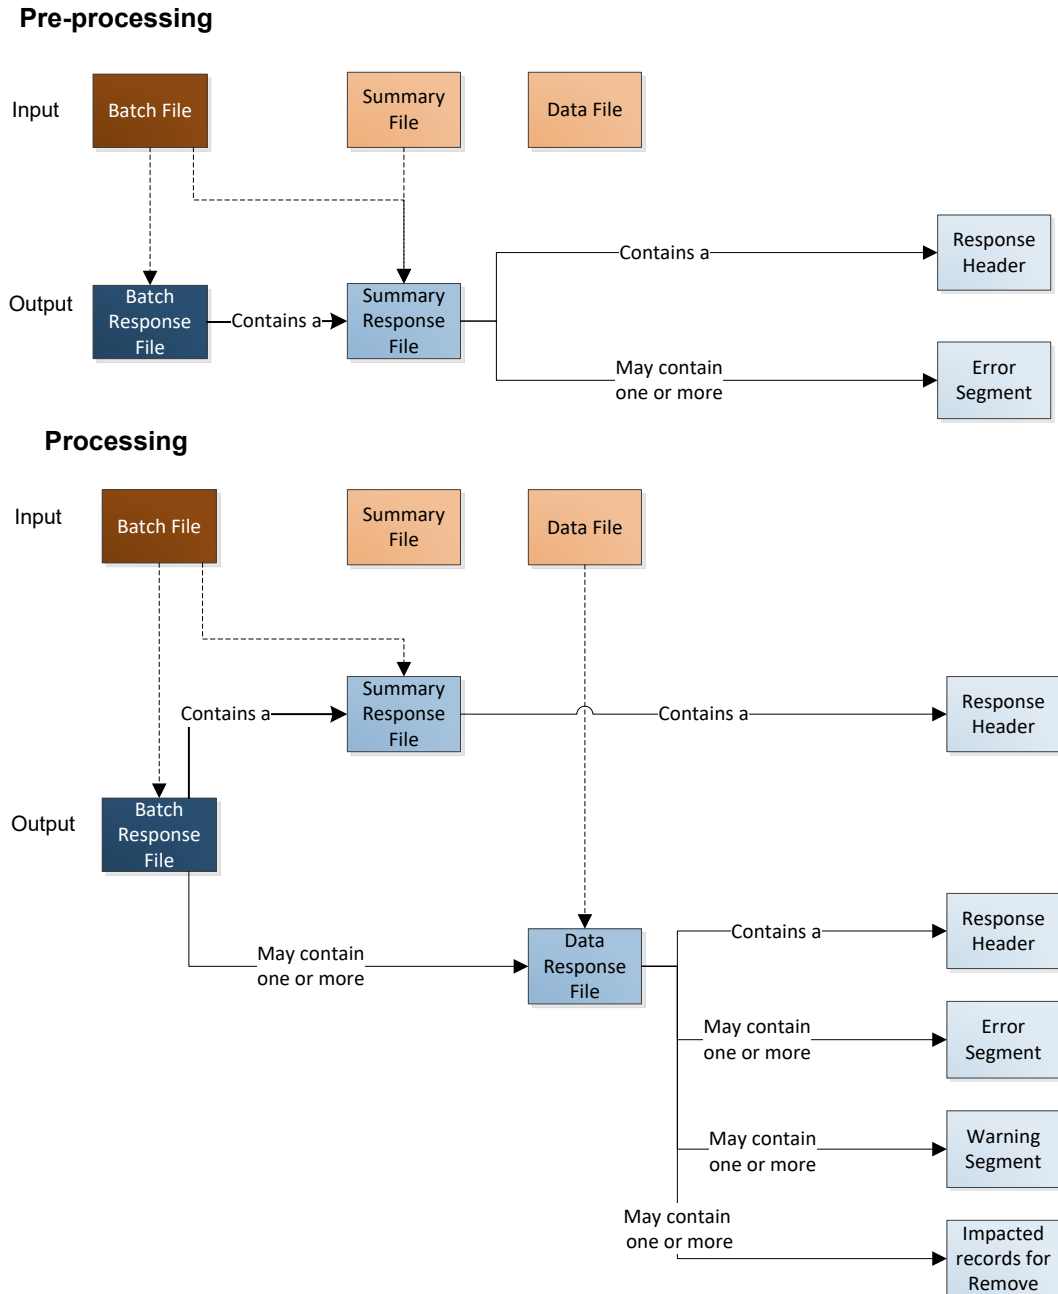 Pre-processing
Input
Batch File
Summary
File
Data File
Contains a
Response
Header
Output
Batch
Response
File
Contains a
Summary
Response
File
May contain
one or more
Error
Segment
Processing
Input
Batch File
Summary
File
Data File
Contains a
Summary
Response
File
Contains a
Response
Header
Output
Batch
Response
File
May contain
one or more
Data
Response
File
Contains a
Response
Header
May contain
one or more
Error
Segment
May contain
one or more
Warning
Segment
May contain
one or more
Impacted
records for
Remove